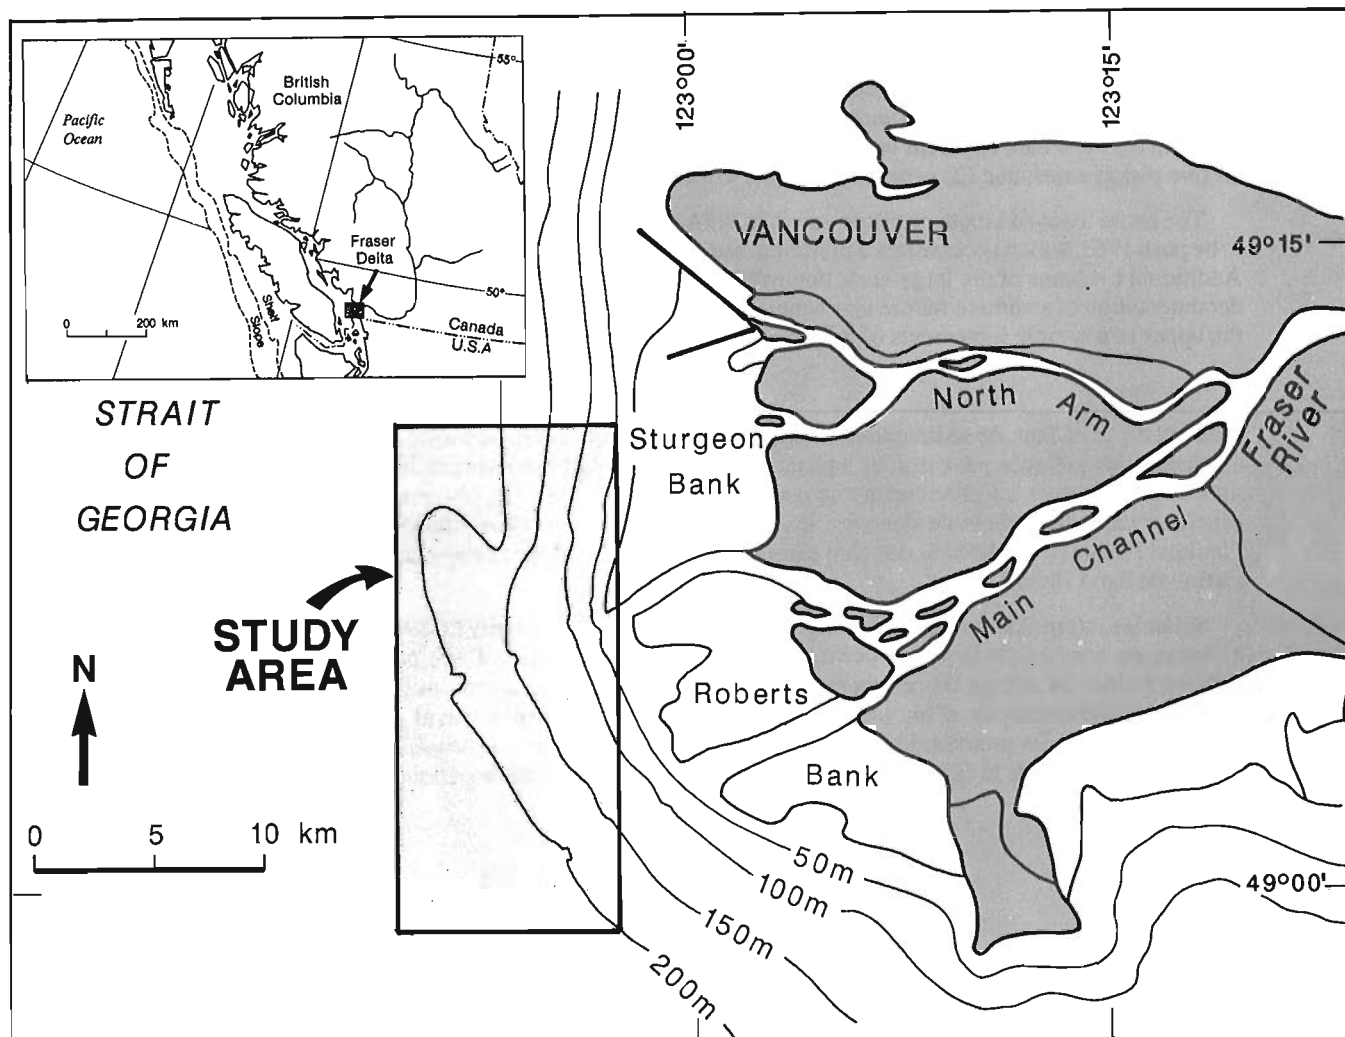 Pacific
Ocean
British
Columbia
55°
Fraser
Delta
50°
0 200 km
Shelf
Slope
Canada
U.S.A
123°00'
123°15'
49°15'
VANCOUVER
STRAIT
OF
GEORGIA
North
Arm
Fraser
River
Sturgeon
Bank
Channel
Main
STUDY
AREA
Roberts
Bank
N
0 5 10 km
50m
100m
150m
200m
49°00'